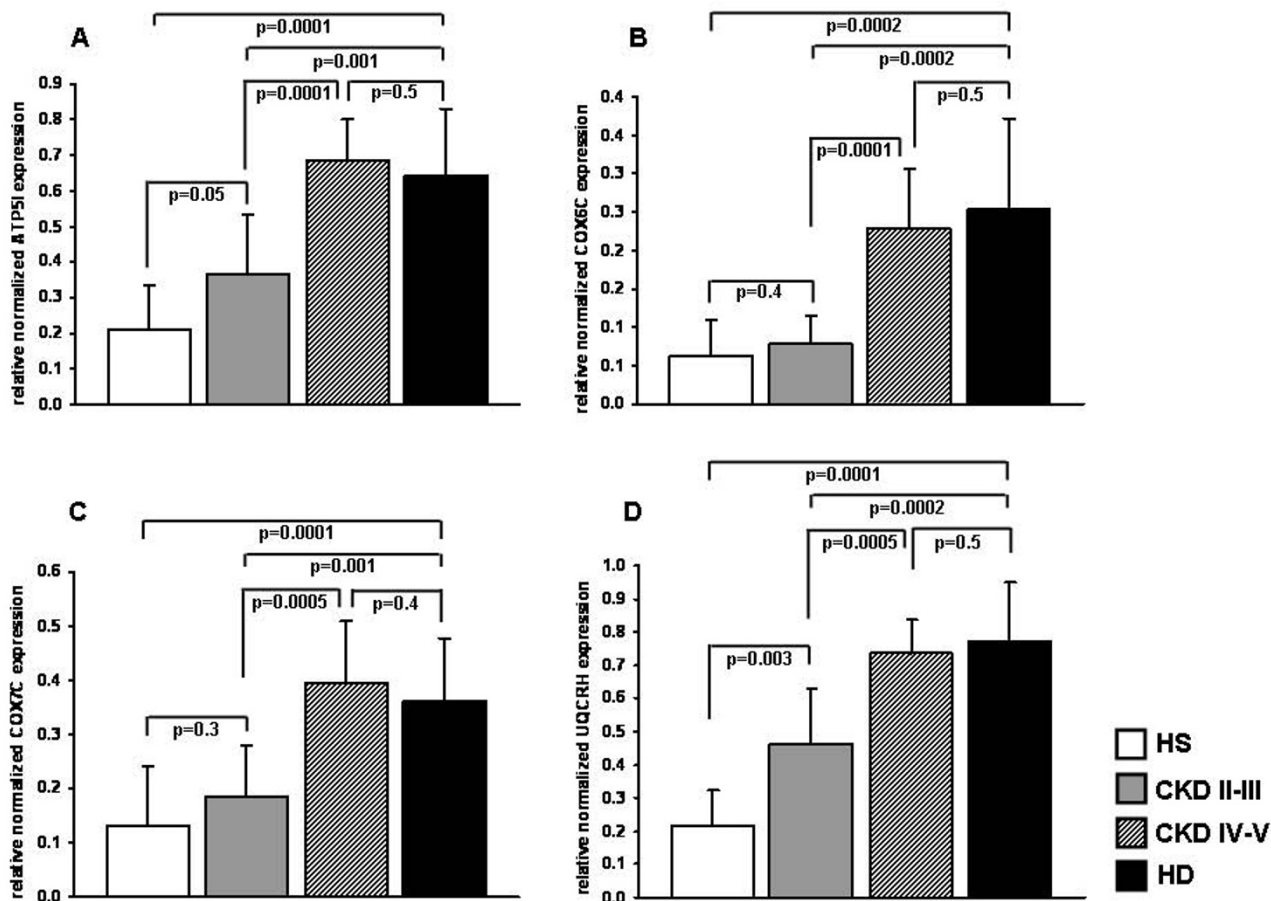 A
p=0.0001
p=0.001
p=0.0001
p=0.5
p=0.05
relative normalized ATP5I expression
0.9
0.8
0.7
0.6
0.5
0.4
0.3
0.2
0.1
0.0
B
p=0.0002
p=0.0002
p=0.5
p=0.0001
p=0.4
relative normalized COX6C expression
0.4
0.4
0.3
0.3
0.2
0.2
0.1
0.1
0.0
C
p=0.0001
p=0.001
p=0.0005
p=0.4
p=0.3
relative normalized COX7C expression
0.6
0.5
0.4
0.3
0.2
0.1
0.0
D
p=0.0001
p=0.0002
p=0.0005
p=0.5
p=0.003
relative normalized UQCRH expression
1.0
0.9
0.8
0.7
0.6
0.5
0.4
0.3
0.2
0.1
0.0
HS
CKD II-III
CKD IV-V
HD